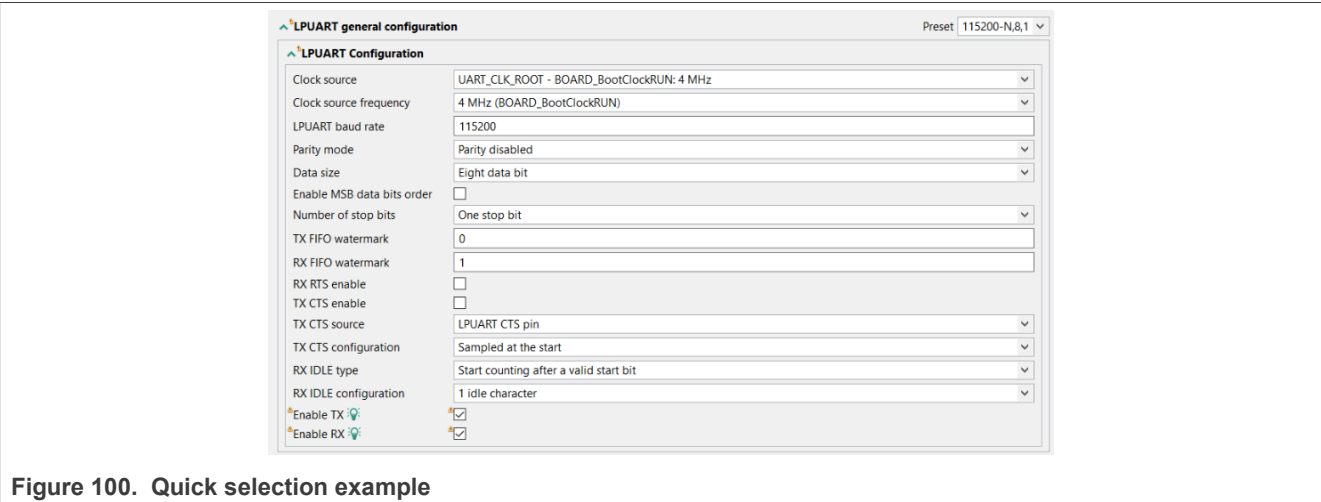 LPUART general configuration Preset 115200-N,8,1
LPUART Configuration
Clock source UART_CLK_ROOT - BOARD_BootClockRUN: 4 MHz
Clock source frequency 4 MHz (BOARD_BootClockRUN)
LPUART baud rate 115200
Parity mode Parity disabled
Data size Eight data bit
Enable MSB data bits order
Number of stop bits One stop bit
TX FIFO watermark 0
RX FIFO watermark 1
RX RTS enable
TX CTS enable
TX CTS source LPUART CTS pin
TX CTS configuration Sampled at the start
RX IDLE type Start counting after a valid start bit
RX IDLE configuration 1 idle character
Enable TX
Enable RX
Figure 100. Quick selection example